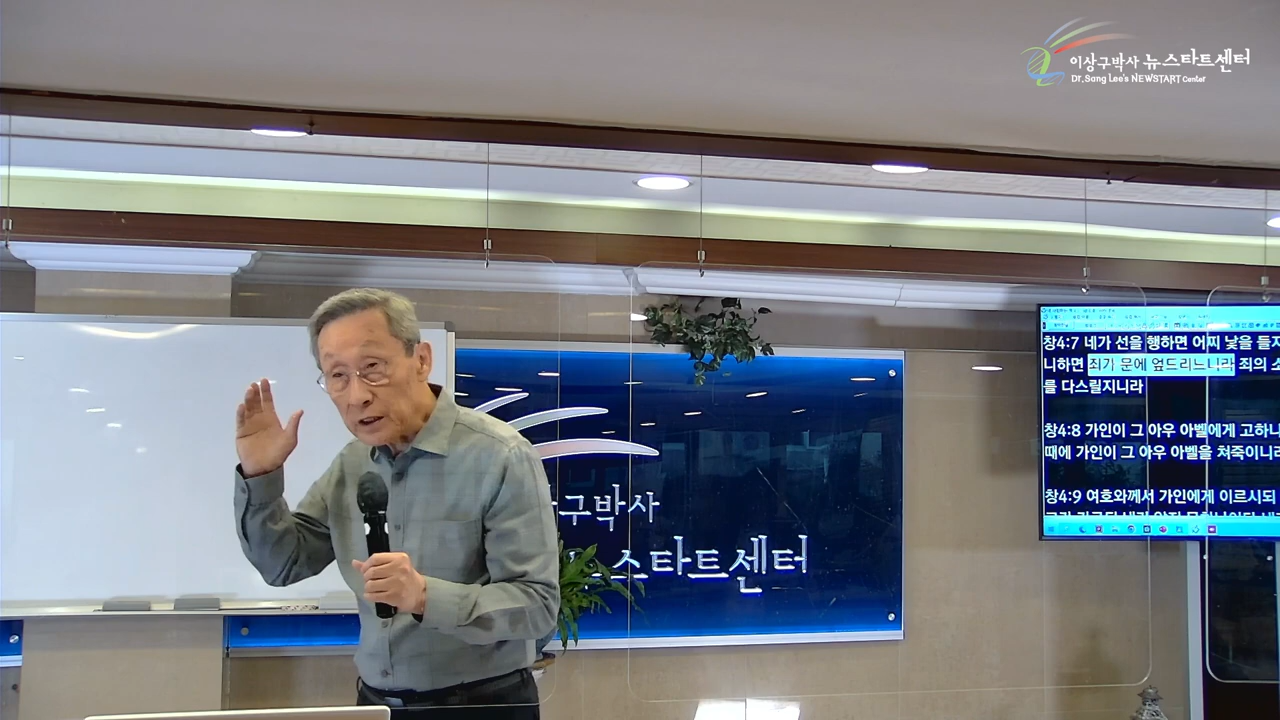 이상구박사 뉴스타트센터
Dr. Sang Lee's NEWSTART Center
창4:7 네가 선을 행하면 어찌 낯을 들지
니하면 죄가 문에 엎드리느니라 죄의 소
를 다스릴지니라
창4:8 가인이 그 아우 아벨에게 고하니
때에 가인이 그 아우 아벨을 쳐죽이니라
창4:9 여호와께서 가인에게 이르시되
구박사
스타트센터